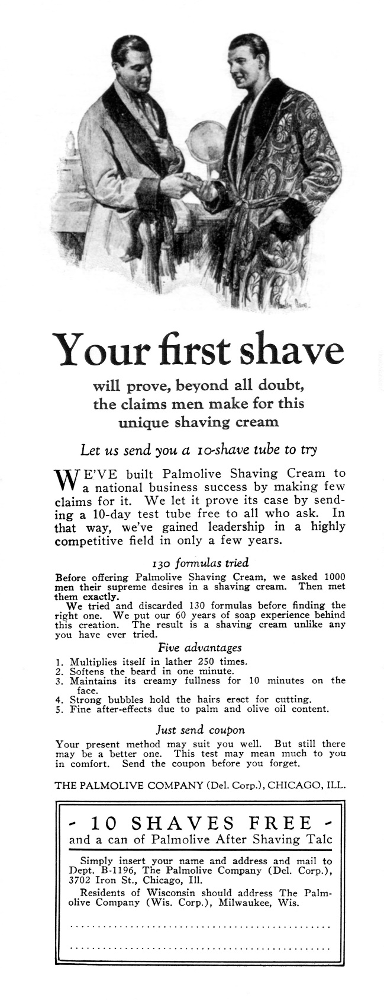 Your first shave
will prove, beyond all doubt,
the claims men make for this
unique shaving cream
Let us send you a 10-shave tube to try
WE'VE built Palmolive Shaving Cream to
a national business success by making few
claims for it. We let it prove its case by send-
ing a 10-day test tube free to all who ask. In
that way, we've gained leadership in a highly
competitive field in only a few years.
130 formulas tried
Before offering Palmolive Shaving Cream, we asked 1000
men their supreme desires in a shaving cream. Then met
them exactly.
We tried and discarded 130 formulas before finding the
right one. We put our 60 years of soap experience behind
this creation. The result is a shaving cream unlike any
you have ever tried.
Five advantages
1. Multiplies itself in lather 250 times.
2. Softens the beard in one minute.
3. Maintains its creamy fullness for 10 minutes on the
face.
4. Strong bubbles hold the hairs erect for cutting.
5. Fine after-effects due to palm and olive oil content.
Just send coupon
Your present method may suit you well. But still there
may be a better one. This test may mean much to you
in comfort. Send the coupon before you forget.
THE PALMOLIVE COMPANY (Del. Corp.), CHICAGO, ILL.
- 10 SHAVES FREE -
and a can of Palmolive After Shaving Talc
Simply insert your name and address and mail to
Dept. B-1196, The Palmolive Company (Del. Corp.),
3702 Iron St., Chicago, Ill.
Residents of Wisconsin should address The Palm-
olive Company (Wis. Corp.), Milwaukee, Wis.